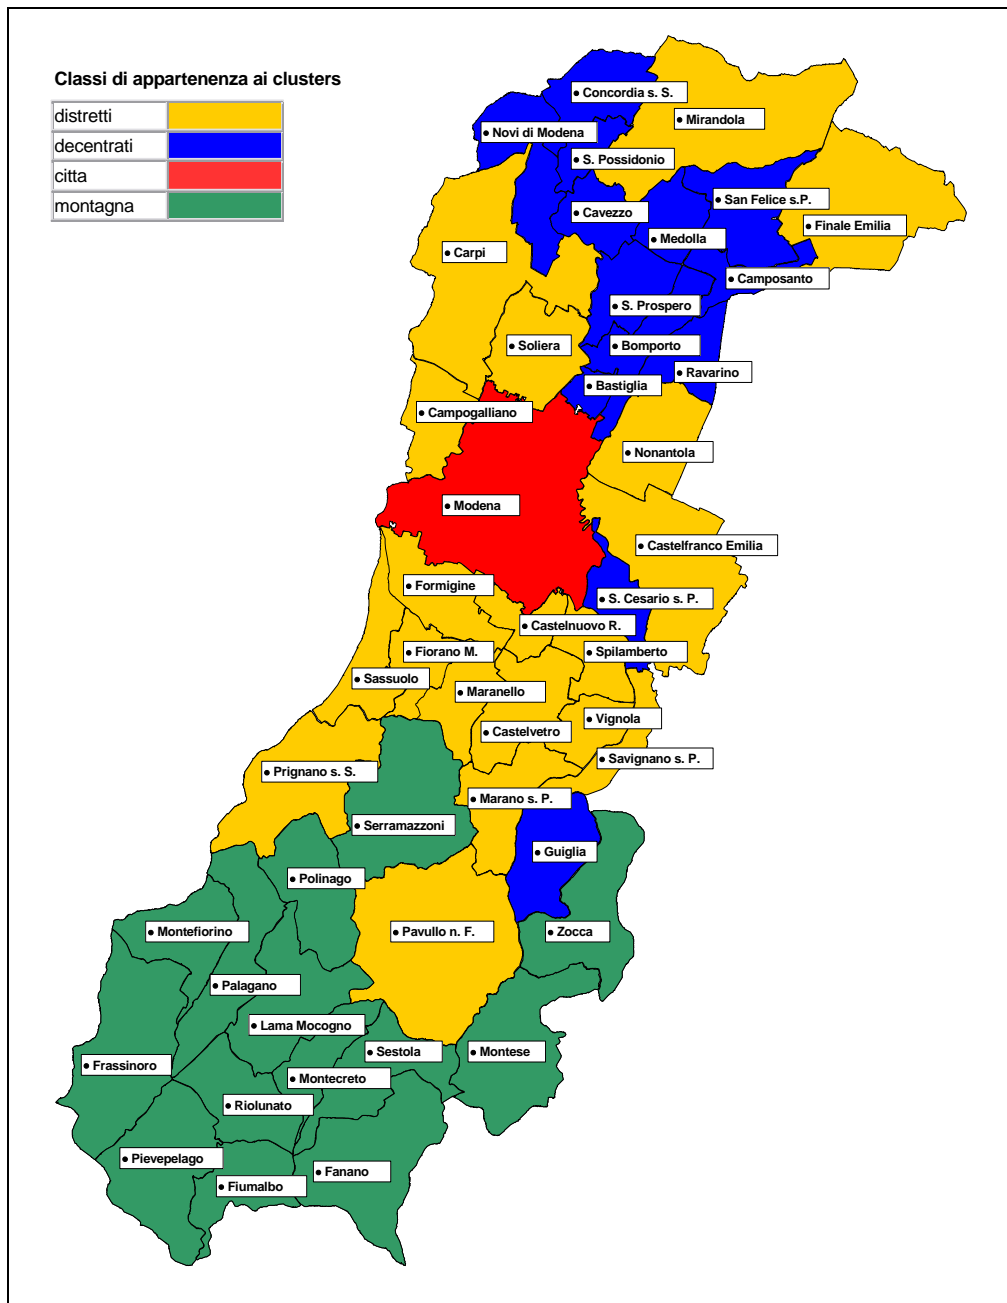 Classi di appartenenza ai clusters
distretti
decentrati
citta
montagna
Concordia s. S.
Mirandola
Novi di Modena
S. Possidonio
San Felice s.P.
Cavezzo
Finale Emilia
Medolla
Carpi
Camposanto
S. Prospero
Soliera
Bomporto
Ravarino
Bastiglia
Campogalliano
Nonantola
Modena
Castelfranco Emilia
Formigine
S. Cesario s. P.
Castelnuovo R.
Fiorano M.
Spilamberto
Sassuolo
Maranello
Vignola
Castelvetro
Savignano s. P.
Prignano s. S.
Marano s. P.
Serramazzoni
Guiglia
Polinago
Montefiorino
Pavullo n. F.
Zocca
Palagano
Lama Mocogno
Sestola
Montese
Frassinoro
Montecreto
Riolunato
Pievepelago
Fanano
Fiumalbo